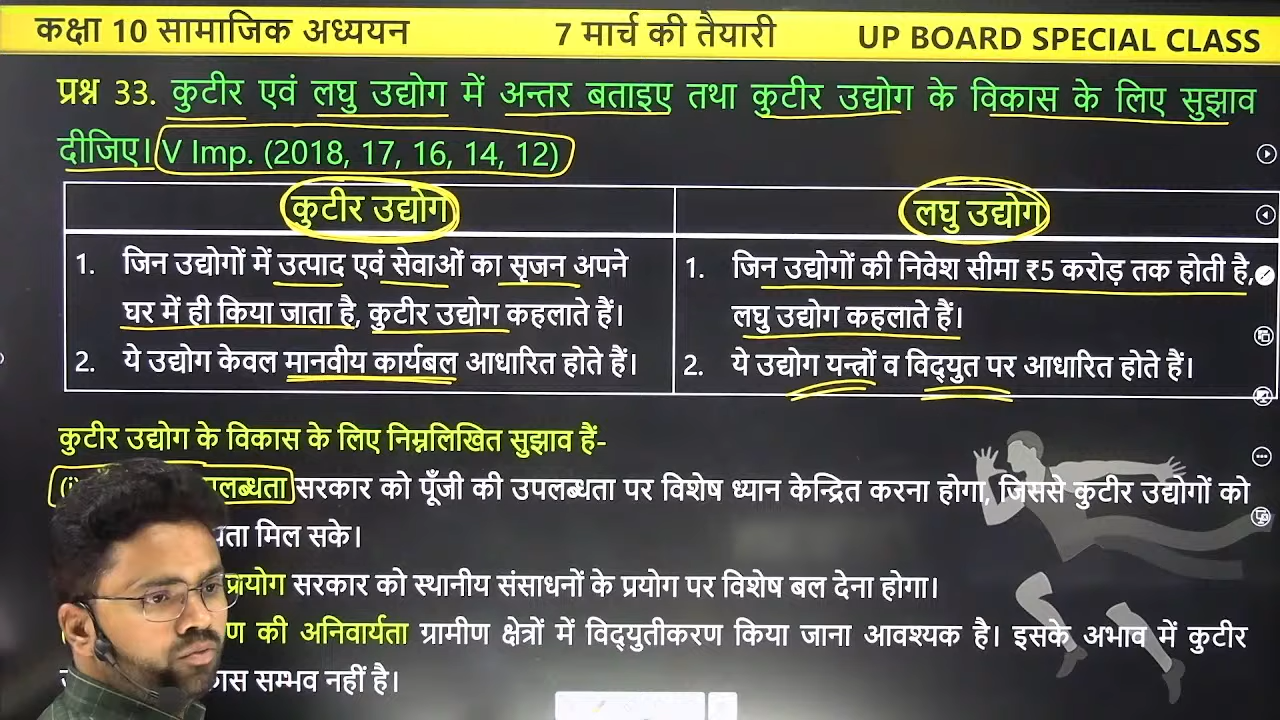 कक्षा 10 सामाजिक अध्ययन 7 मार्च की तैयारी UP BOARD SPECIAL CLASS
प्रश्न 33. कुटीर एवं लघु उद्योग में अन्तर बताइए तथा कुटीर उद्योग के विकास के लिए सुझाव
दीजिए। V Imp. (2018, 17, 16, 14, 12)
कुटीर उद्योग
1. जिन उद्योगों में उत्पाद एवं सेवाओं का सृजन अपने
घर में ही किया जाता है, कुटीर उद्योग कहलाते हैं।
2. ये उद्योग केवल मानवीय कार्यबल आधारित होते हैं।
लघु उद्योग
1. जिन उद्योगों की निवेश सीमा ₹5 करोड़ तक होती है,
लघु उद्योग कहलाते हैं।
2. ये उद्योग यन्त्रों व विद्युत पर आधारित होते हैं।
कुटीर उद्योग के विकास के लिए निम्नलिखित सुझाव हैं-
सरकार को पूँजी की उपलब्धता पर विशेष ध्यान केन्द्रित करना होगा, जिससे कुटीर उद्योगों को
मिल सके।
प्रयोग सरकार को स्थानीय संसाधनों के प्रयोग पर विशेष बल देना होगा।
की अनिवार्यता ग्रामीण क्षेत्रों में विद्युतीकरण किया जाना आवश्यक है। इसके अभाव में कुटीर
सम्भव नहीं है।